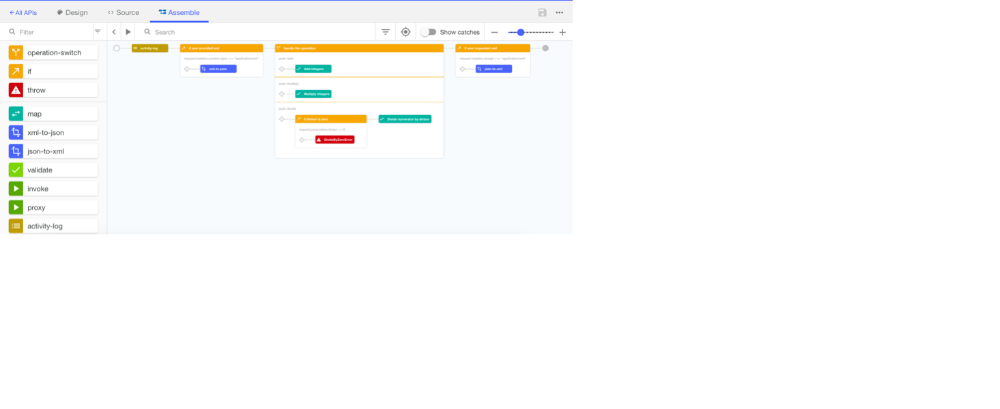 All APIs
Design
Source
Assemble
Filter
Search
Show catches
operation-switch
if
throw
map
xml-to-json
json-to-xml
validate
invoke
proxy
activity-log
activity-log
if user provided xml
request.headers.content-type === "application/xml"
xml-to-json
handle the operation
post /add
Add integers
post /multiply
Multiply integers
post /divide
if divisor is zero
request.parameters.divisor == 0
DivideByZeroError
Divide numerator by divisor
if user requested xml
request.headers.accept === "application/xml"
json-to-xml